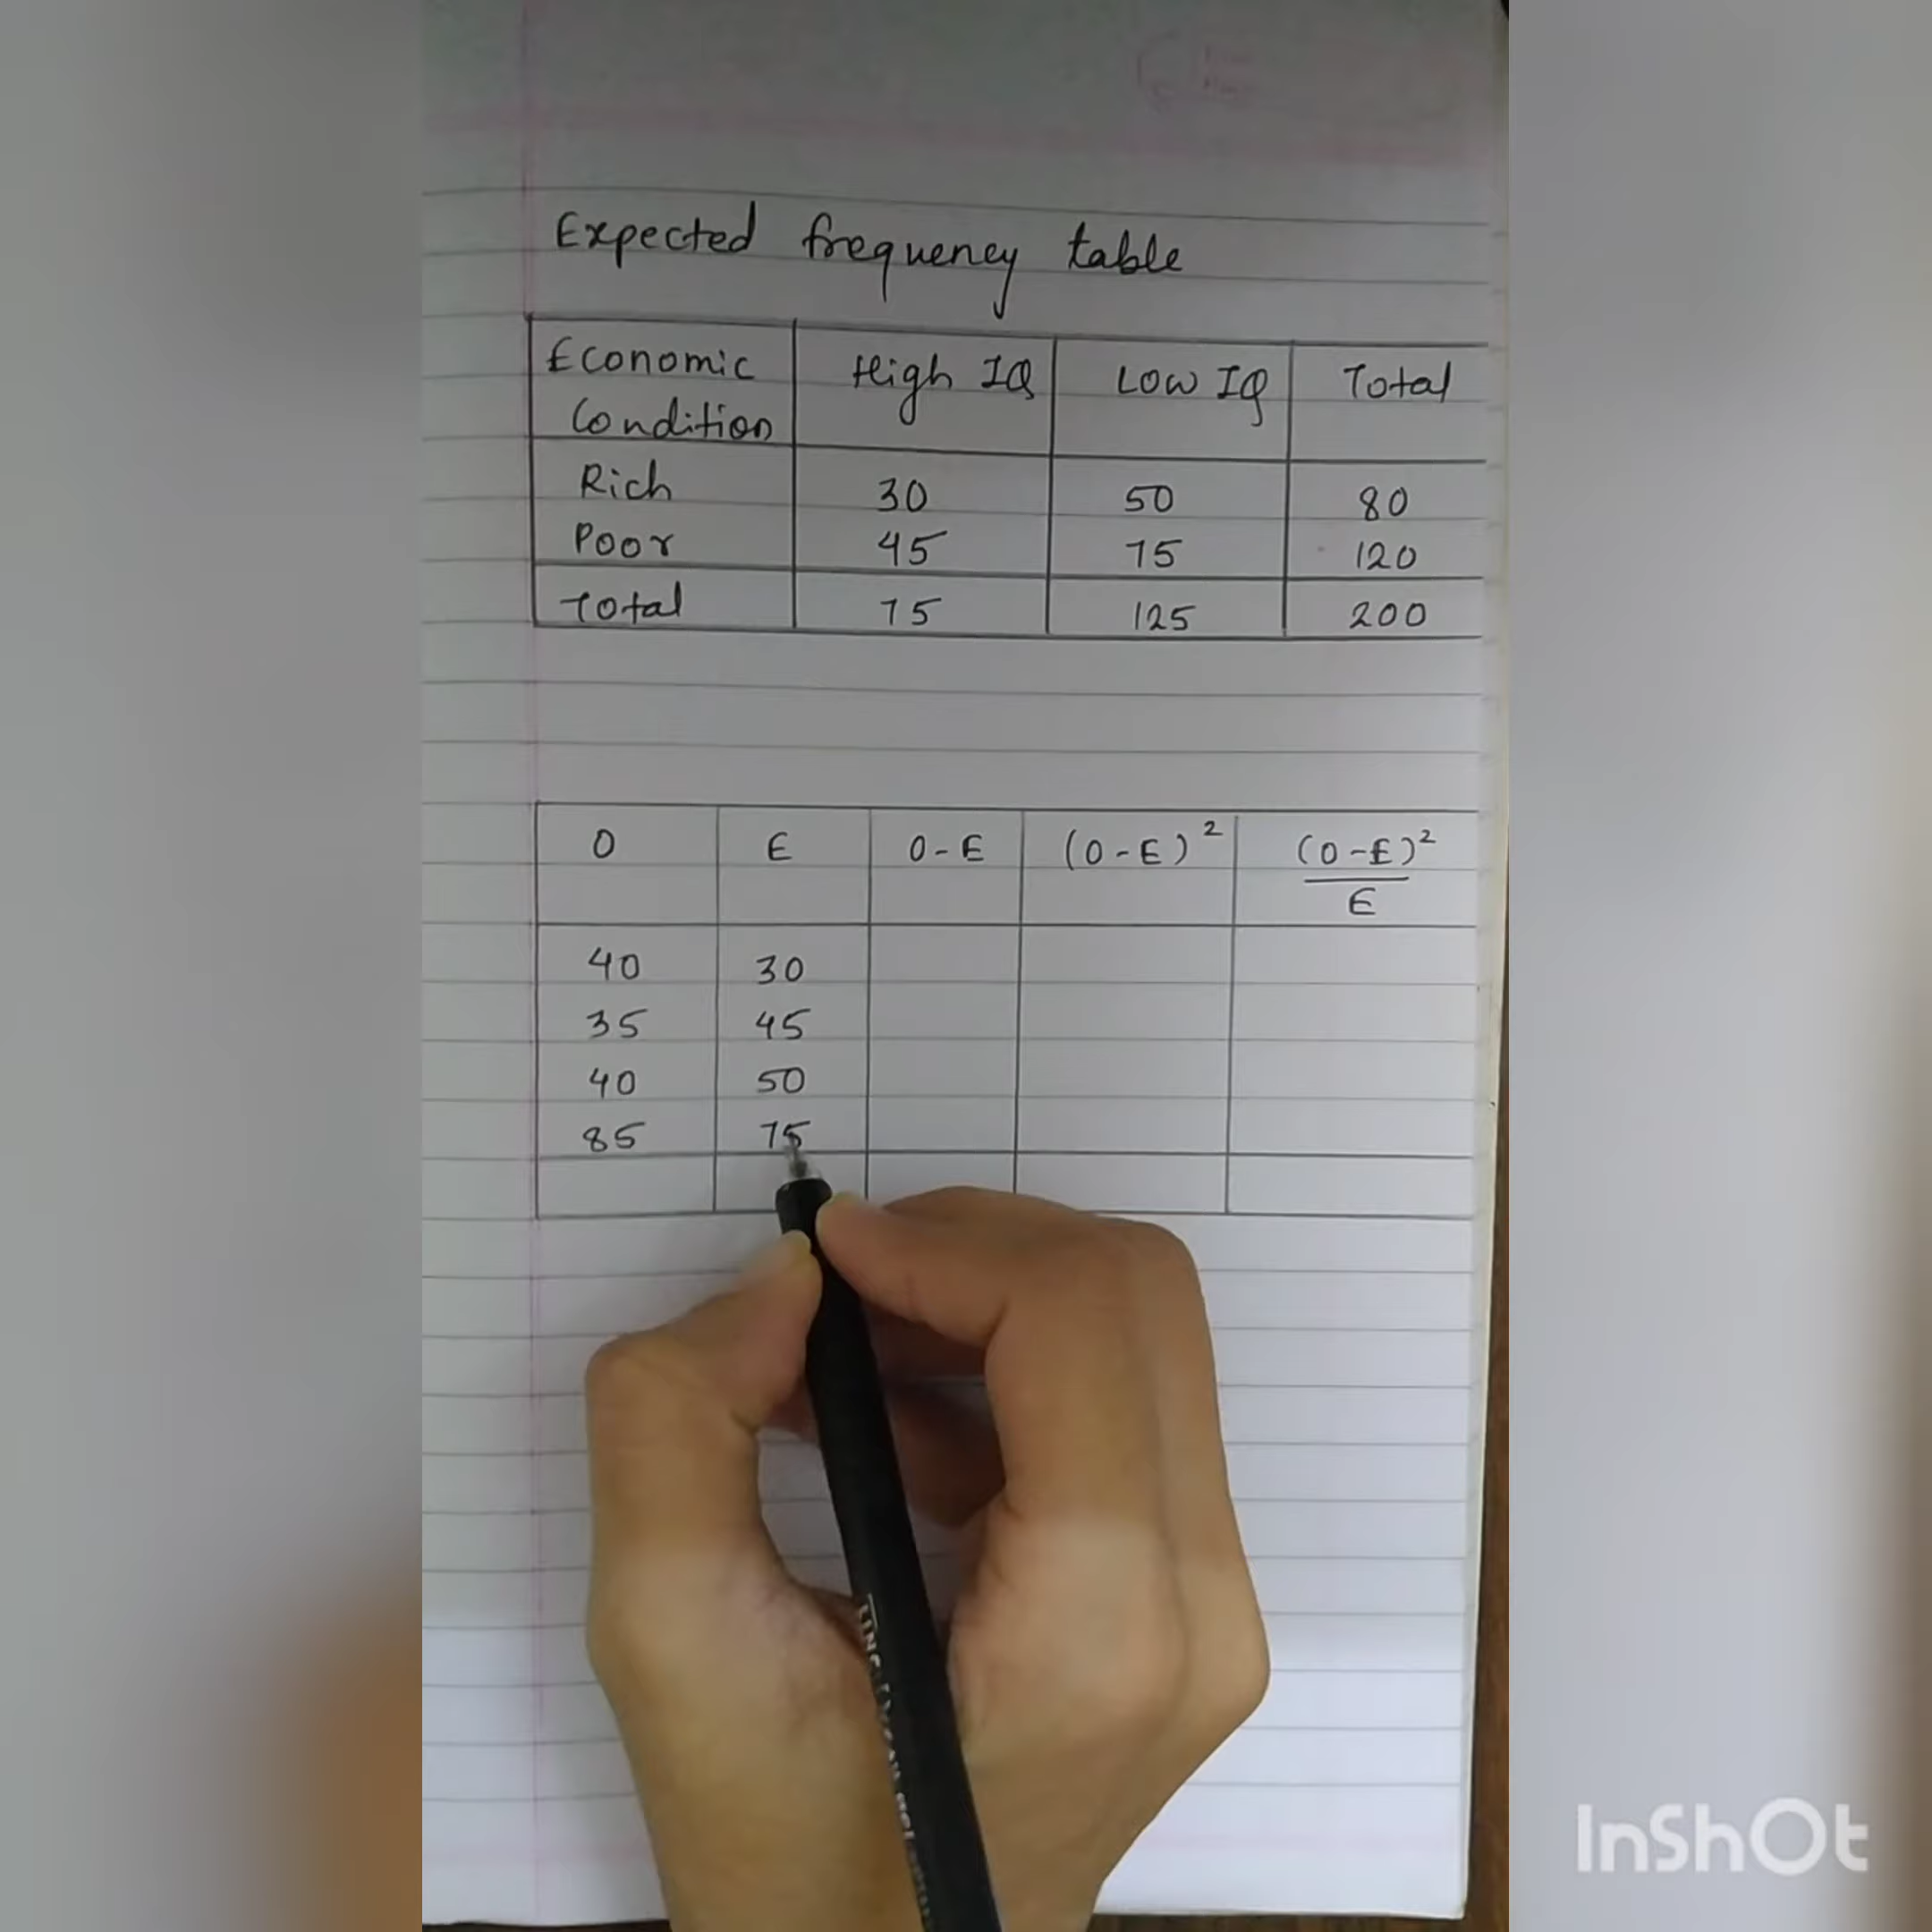 Expected frequency table
Economic Condition High IQ Low IQ Total
Rich 30 50 80
Poor 45 75 120
Total 75 125 200
O E O-E (O-E)² (O-E)²/E
40 30
35 45
40 50
85 75
InShOt